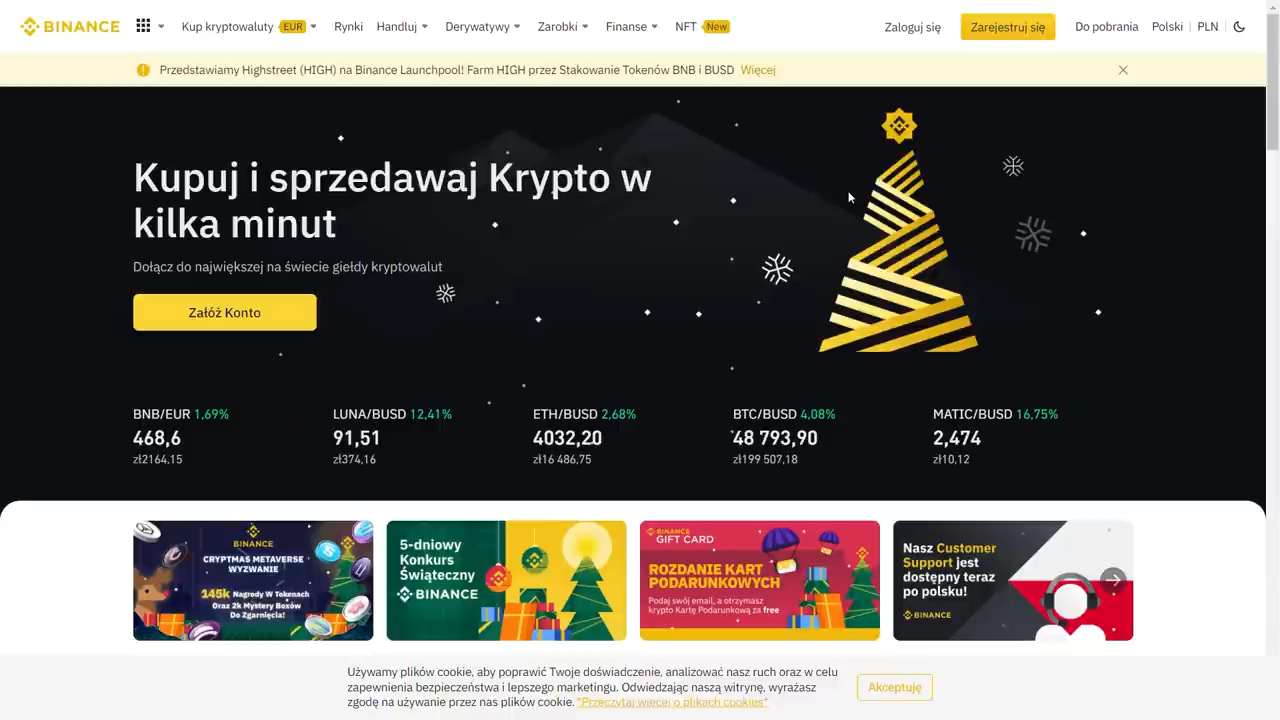 BINANCE
Kup kryptowaluty EUR
Rynki
Handluj
Derywatywy
Zarobki
Finanse
NFT New
Zaloguj się
Zarejestruj się
Do pobrania
Polski
PLN
Przedstawiamy Highstreet (HIGH) na Binance Launchpool! Farm HIGH przez Stakowanie Tokenów BNB i BUSD Więcej
Kupuj i sprzedawaj Krypto w
kilka minut
Dołącz do największej na świecie giełdy kryptowalut
Załóż Konto
BNB/EUR 1,69%
468,6
zł2164,15
LUNA/BUSD 12,41%
91,51
zł374,16
ETH/BUSD 2,68%
4032,20
zł16 486,75
BTC/BUSD 4,08%
48 793,90
zł199 507,18
MATIC/BUSD 16,75%
2,474
zł10,12
BINANCE
CRYPTMAS METAVERSE
WYZWANIE
145k Nagrody W Tokenach
Oraz 2k Mystery Boxów
Do Zgarnięcia!
5-dniowy
Konkurs
Świąteczny
BINANCE
BINANCE
GIFT CARD
ROZDANIE KART
PODARUNKOWYCH
Podaj swój email, a otrzymasz
krypto Kartę Podarunkową za free
Nasz Customer
Support jest
dostępny teraz
po polsku!
BINANCE
Używamy plików cookie, aby poprawić Twoje doświadczenie, analizować nasz ruch oraz w celu
zapewnienia bezpieczeństwa i lepszego marketingu. Odwiedzając naszą witrynę, wyrażasz
zgodę na używanie przez nas plików cookie. "Przeczytaj więcej o plikach cookies"
Akceptuję